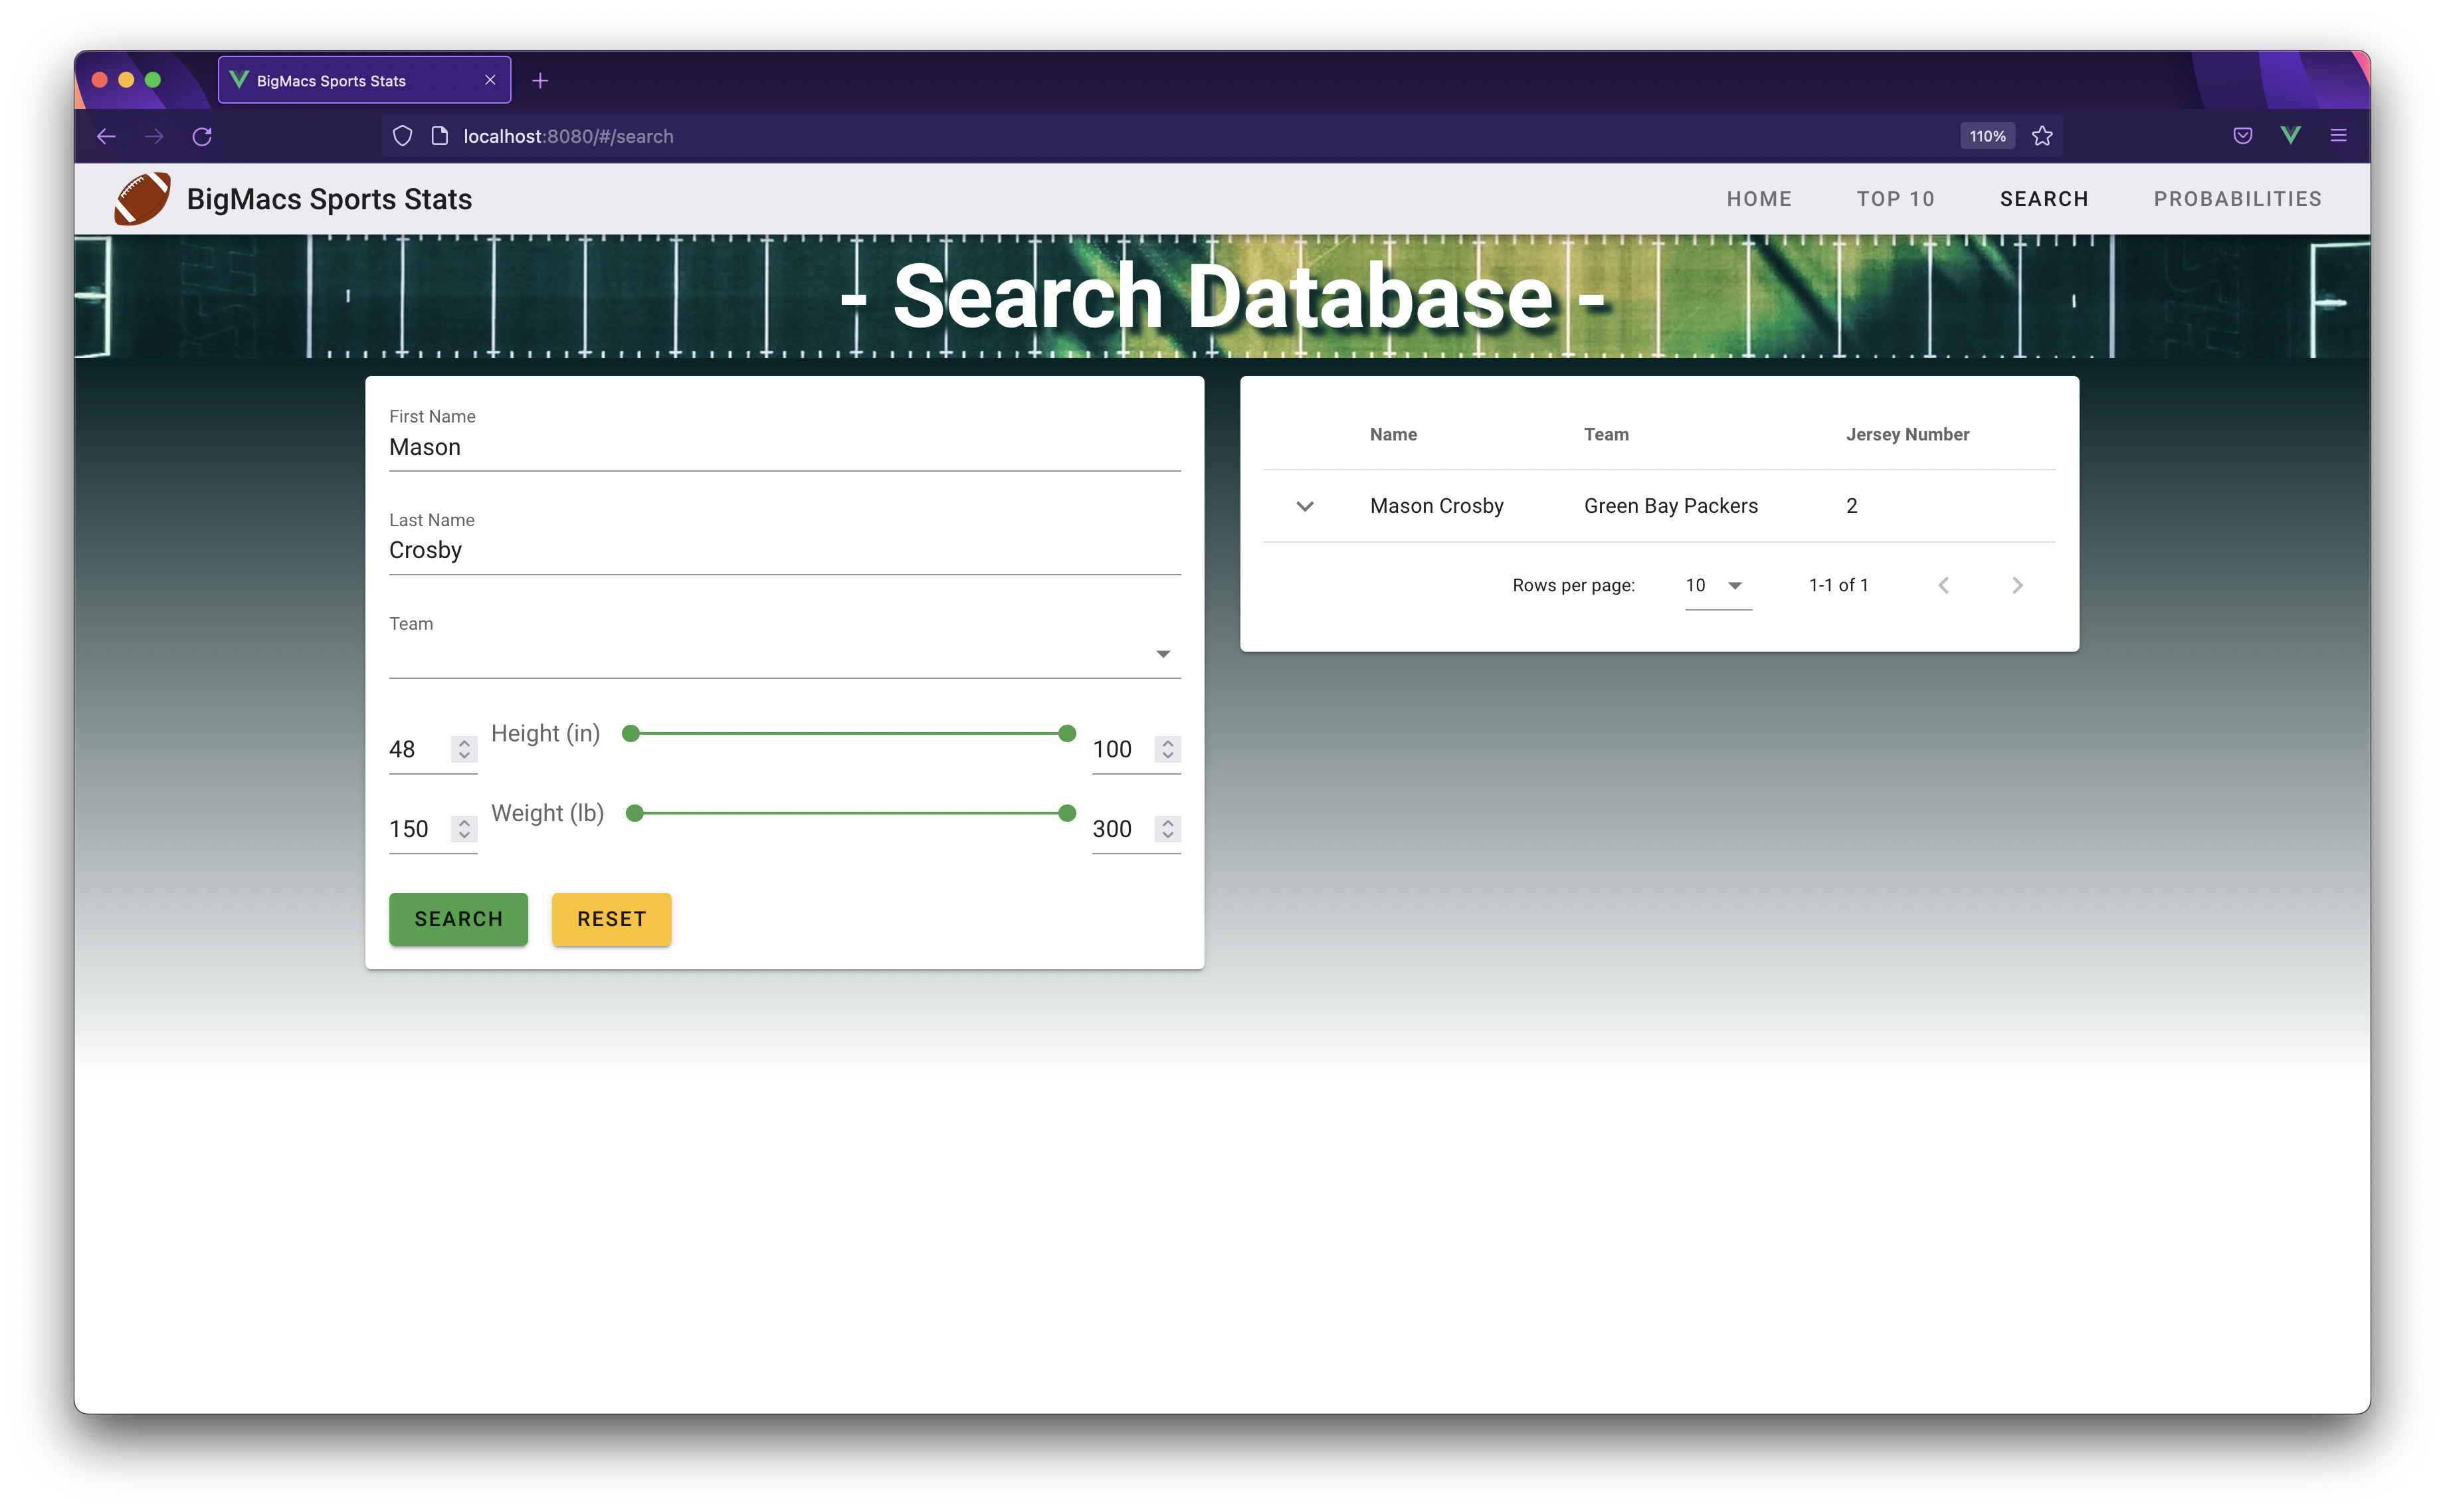 BigMacs Sports Stats
localhost:8080/#/search
110%
BigMacs Sports Stats
HOME
TOP 10
SEARCH
PROBABILITIES
- Search Database -
First Name
Mason
Last Name
Crosby
Team
48
Height (in)
100
150
Weight (lb)
300
SEARCH
RESET
Name Team Jersey Number
Mason Crosby Green Bay Packers 2
Rows per page: 10 1-1 of 1